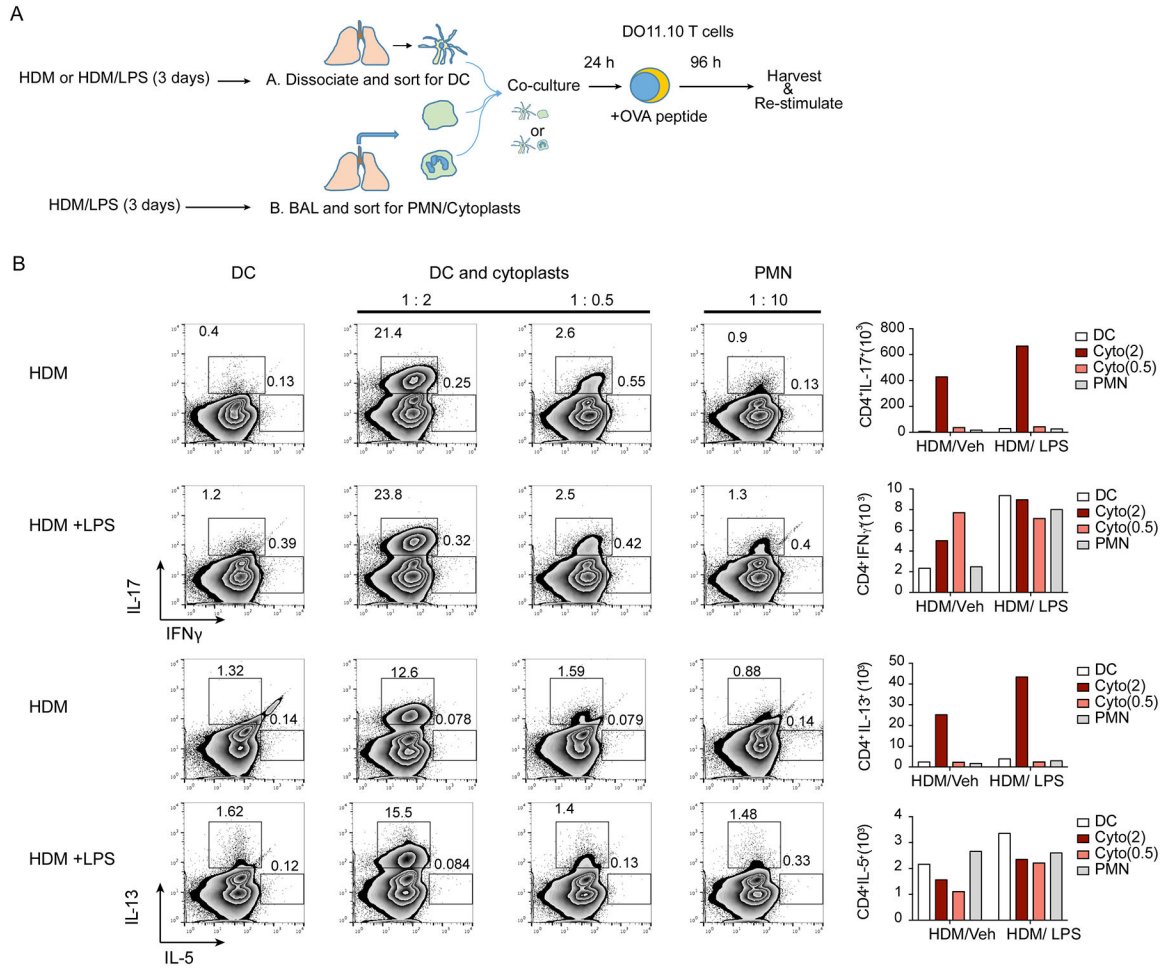 A
HDM or HDM/LPS (3 days)
A. Dissociate and sort for DC
Co-culture
or
DO11.10 T cells
24 h
96 h
+OVA peptide
Harvest
&
Re-stimulate
HDM/LPS (3 days)
B. BAL and sort for PMN/Cytoplasts
B
DC
DC and cytoplasts
PMN
1 : 2
1 : 0.5
1 : 10
HDM
0.4
0.13
21.4
0.25
2.6
0.55
0.9
0.13
CD4⁺IL-17⁺(10³)
800
600
400
200
0
HDM/Veh
HDM/ LPS
DC
Cyto(2)
Cyto(0.5)
PMN
HDM +LPS
1.2
0.39
23.8
0.32
2.5
0.42
1.3
0.4
IL-17
IFNγ
CD4⁺IFNγ⁺(10³)
10
8
6
4
2
0
HDM/Veh
HDM/ LPS
DC
Cyto(2)
Cyto(0.5)
PMN
HDM
1.32
0.14
12.6
0.078
1.59
0.079
0.88
0.14
CD4⁺ IL-13⁺ (10³)
50
40
30
20
10
0
HDM/Veh
HDM/ LPS
DC
Cyto(2)
Cyto(0.5)
PMN
HDM +LPS
1.62
0.12
15.5
0.084
1.4
0.13
1.48
0.33
IL-13
IL-5
CD4⁺IL-5⁺(10³)
4
3
2
1
0
HDM/Veh
HDM/ LPS
DC
Cyto(2)
Cyto(0.5)
PMN